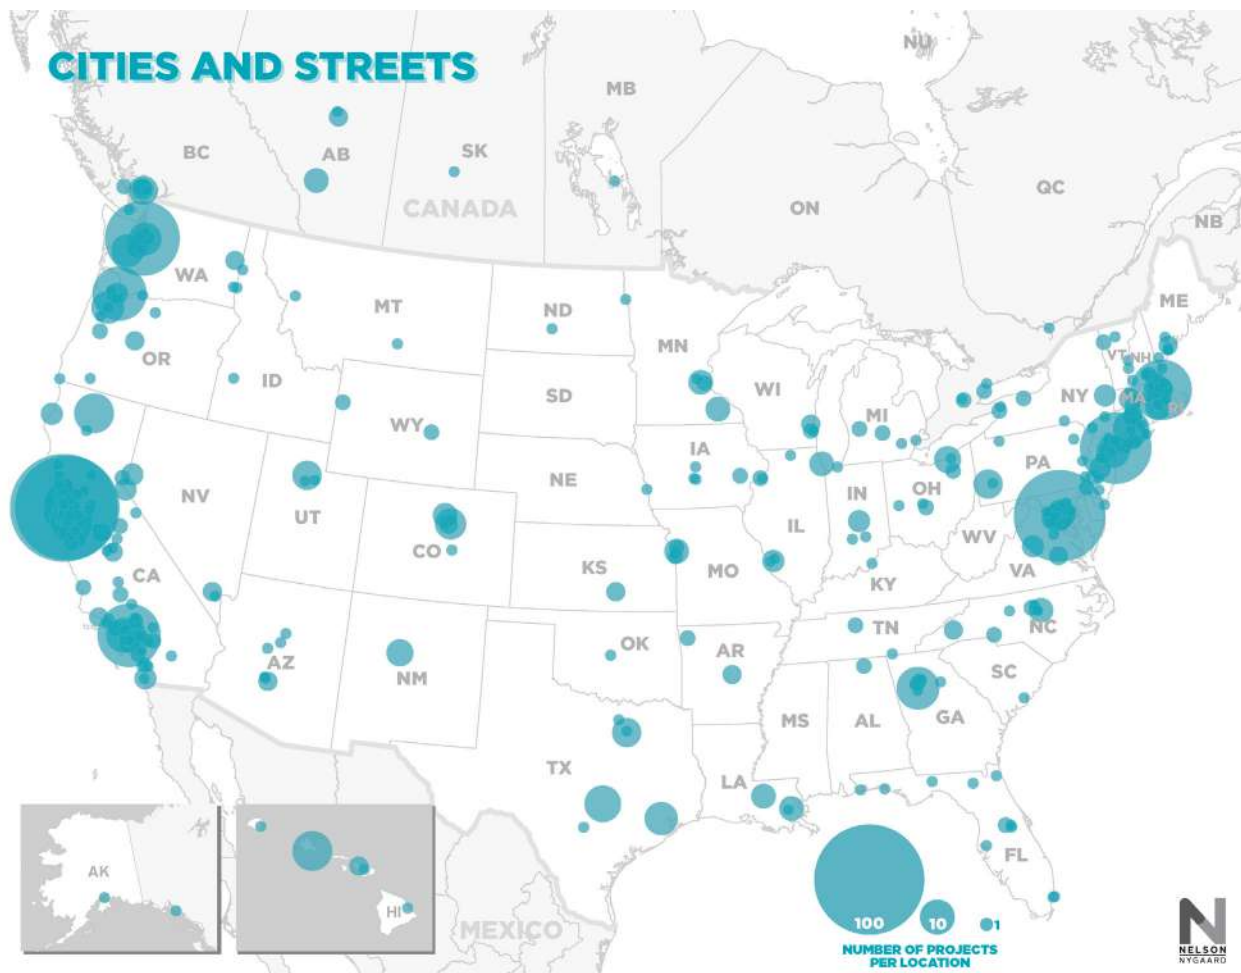 CITIES AND STREETS
NU
MB
BC
AB
SK
QC
CANADA
ON
NB
WA
ME
MT
ND
MN
VT
NH
OR
ID
SD
WI
MI
NY
MA
RI
WY
IA
PA
NE
NV
UT
IN
OH
IL
WV
CO
CA
KS
MO
VA
KY
TN
NC
OK
AR
AZ
NM
SC
MS
AL
GA
TX
LA
FL
AK
HI
MEXICO
100
10
1
NUMBER OF PROJECTS
PER LOCATION
N
NELSON
NYGAARD